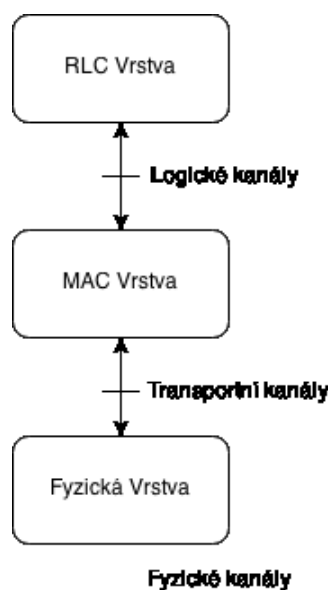 RLC Vrstva
Logické kanály
MAC Vrstva
Transportní kanály
Fyzická Vrstva
Fyzické kanály